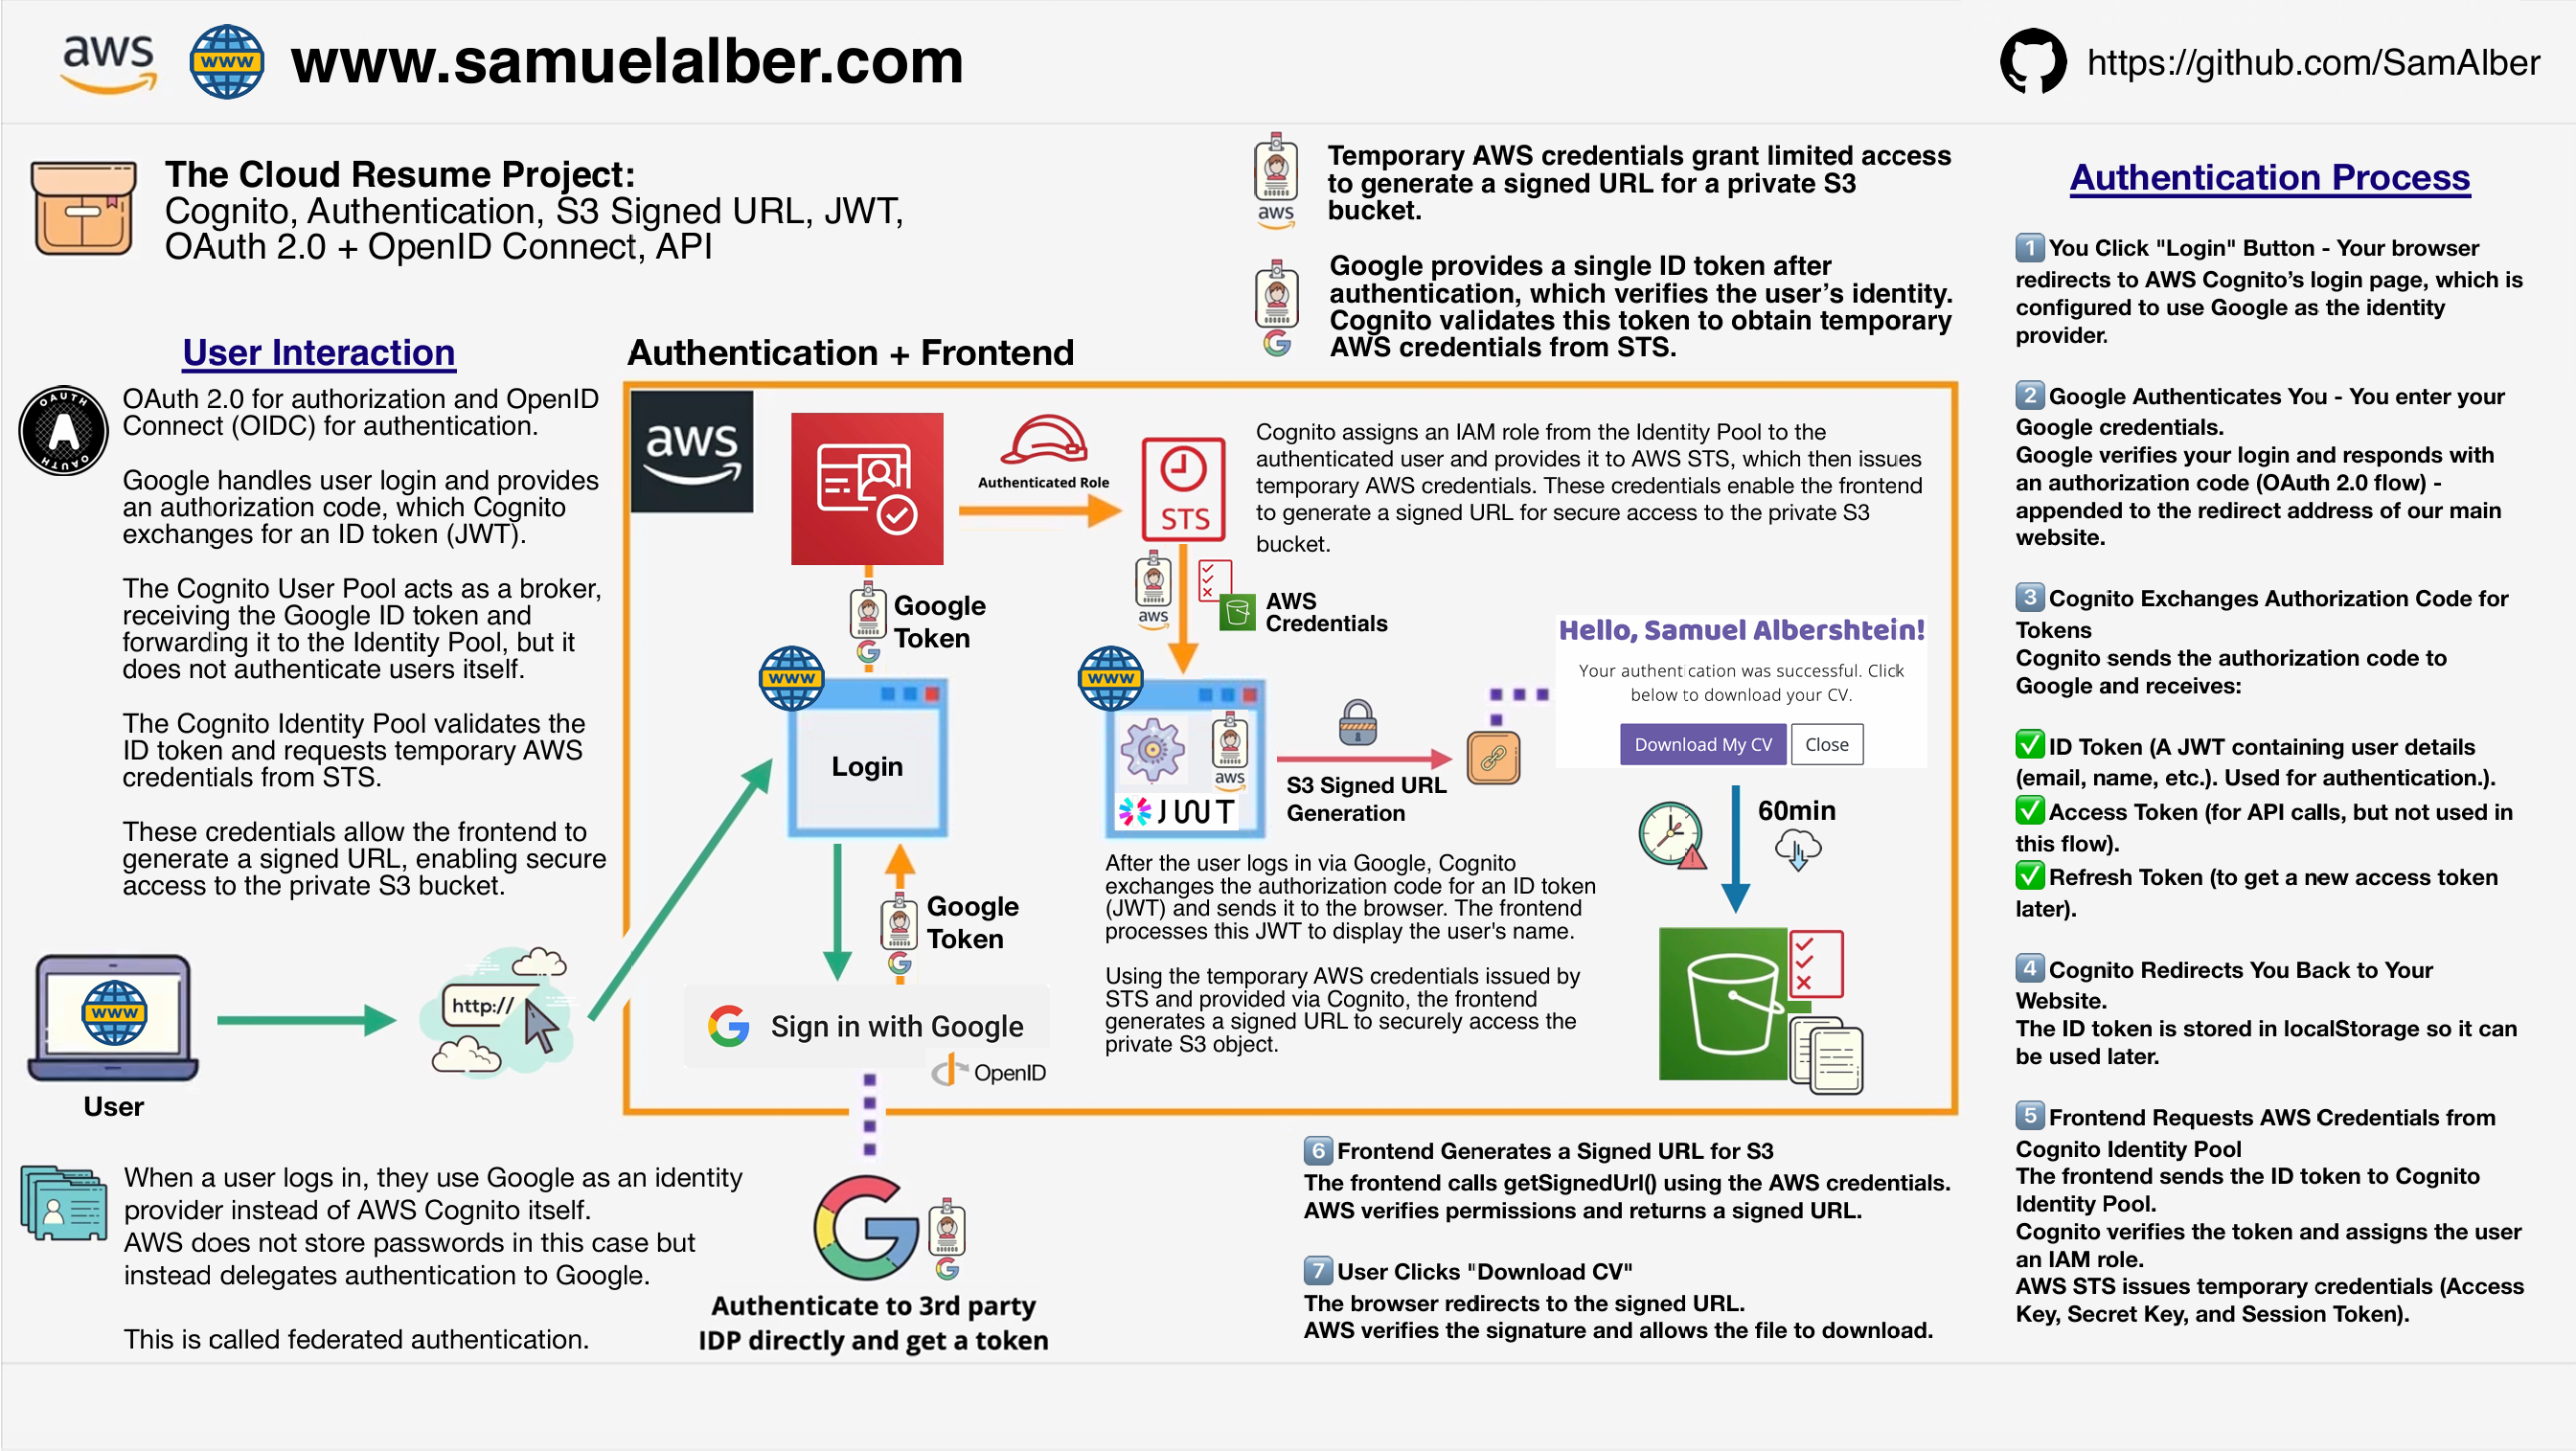 aws
www
www.samuelalber.com
https://github.com/SamAlber
The Cloud Resume Project:
Cognito, Authentication, S3 Signed URL, JWT,
OAuth 2.0 + OpenID Connect, API
aws
Temporary AWS credentials grant limited access
to generate a signed URL for a private S3
bucket.
Google provides a single ID token after
authentication, which verifies the user’s identity.
Cognito validates this token to obtain temporary
AWS credentials from STS.
User Interaction
OAUTH
A
OAUTH
OAuth 2.0 for authorization and OpenID
Connect (OIDC) for authentication.
Google handles user login and provides
an authorization code, which Cognito
exchanges for an ID token (JWT).
The Cognito User Pool acts as a broker,
receiving the Google ID token and
forwarding it to the Identity Pool, but it
does not authenticate users itself.
The Cognito Identity Pool validates the
ID token and requests temporary AWS
credentials from STS.
These credentials allow the frontend to
generate a signed URL, enabling secure
access to the private S3 bucket.
www
User
http://
When a user logs in, they use Google as an identity
provider instead of AWS Cognito itself.
AWS does not store passwords in this case but
instead delegates authentication to Google.
This is called federated authentication.
Authentication + Frontend
aws
Authenticated Role
STS
Cognito assigns an IAM role from the Identity Pool to the
authenticated user and provides it to AWS STS, which then issues
temporary AWS credentials. These credentials enable the frontend
to generate a signed URL for secure access to the private S3
bucket.
Google
Token
aws
AWS
Credentials
www
Login
www
aws
JWT
S3 Signed URL
Generation
Hello, Samuel Albershtein!
Your authentication was successful. Click
below to download your CV.
Download My CV
Close
60min
Google
Token
Sign in with Google
OpenID
After the user logs in via Google, Cognito
exchanges the authorization code for an ID token
(JWT) and sends it to the browser. The frontend
processes this JWT to display the user's name.
Using the temporary AWS credentials issued by
STS and provided via Cognito, the frontend
generates a signed URL to securely access the
private S3 object.
G
Authenticate to 3rd party
IDP directly and get a token
Authentication Process
1 You Click "Login" Button - Your browser
redirects to AWS Cognito’s login page, which is
configured to use Google as the identity
provider.
2 Google Authenticates You - You enter your
Google credentials.
Google verifies your login and responds with
an authorization code (OAuth 2.0 flow) -
appended to the redirect address of our main
website.
3 Cognito Exchanges Authorization Code for
Tokens
Cognito sends the authorization code to
Google and receives:
✅ ID Token (A JWT containing user details
(email, name, etc.). Used for authentication.).
✅ Access Token (for API calls, but not used in
this flow).
✅ Refresh Token (to get a new access token
later).
4 Cognito Redirects You Back to Your
Website.
The ID token is stored in localStorage so it can
be used later.
5 Frontend Requests AWS Credentials from
Cognito Identity Pool
The frontend sends the ID token to Cognito
Identity Pool.
Cognito verifies the token and assigns the user
an IAM role.
AWS STS issues temporary credentials (Access
Key, Secret Key, and Session Token).
6 Frontend Generates a Signed URL for S3
The frontend calls getSignedUrl() using the AWS credentials.
AWS verifies permissions and returns a signed URL.
7 User Clicks "Download CV"
The browser redirects to the signed URL.
AWS verifies the signature and allows the file to download.